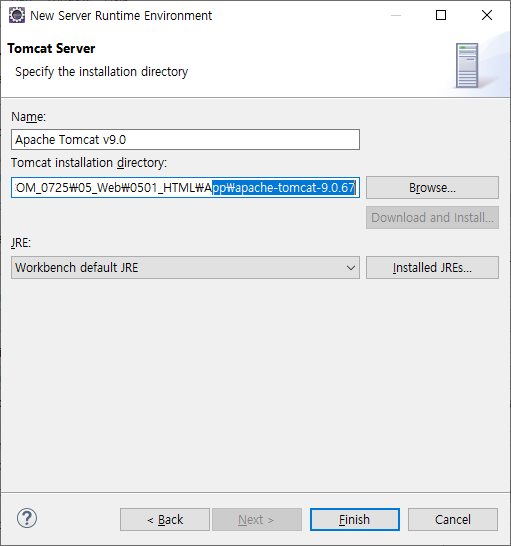 New Server Runtime Environment
Tomcat Server
Specify the installation directory
Name:
Apache Tomcat v9.0
Tomcat installation directory:
OM_0725₩05_Web₩0501_HTML₩App₩apache-tomcat-9.0.67
Browse...
Download and Install...
JRE:
Workbench default JRE
Installed JREs...
?
< Back
Next >
Finish
Cancel